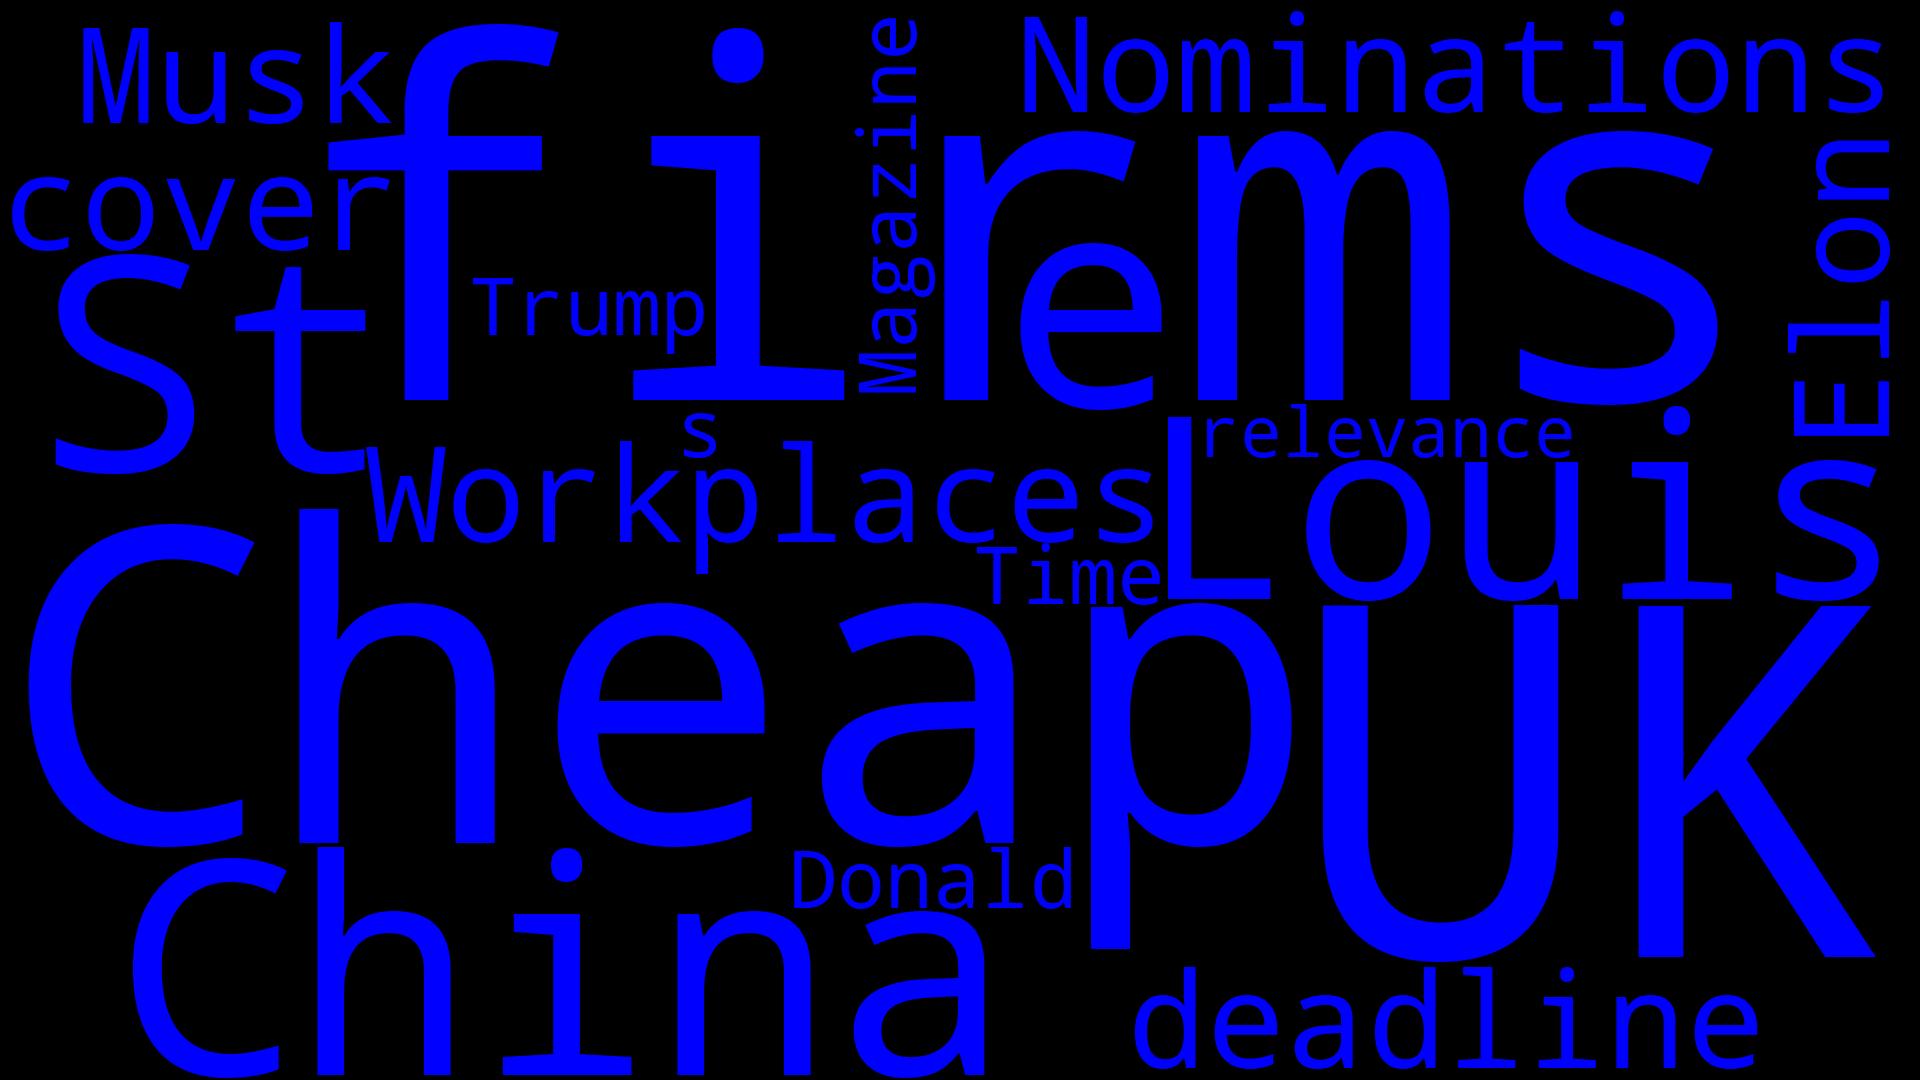 Musk
firms
Magazine
Nominations
cover
Elon
St
Trump
e
s
relevance
Workplaces
Louis
Time
Cheap
UK
China
Donald
deadline